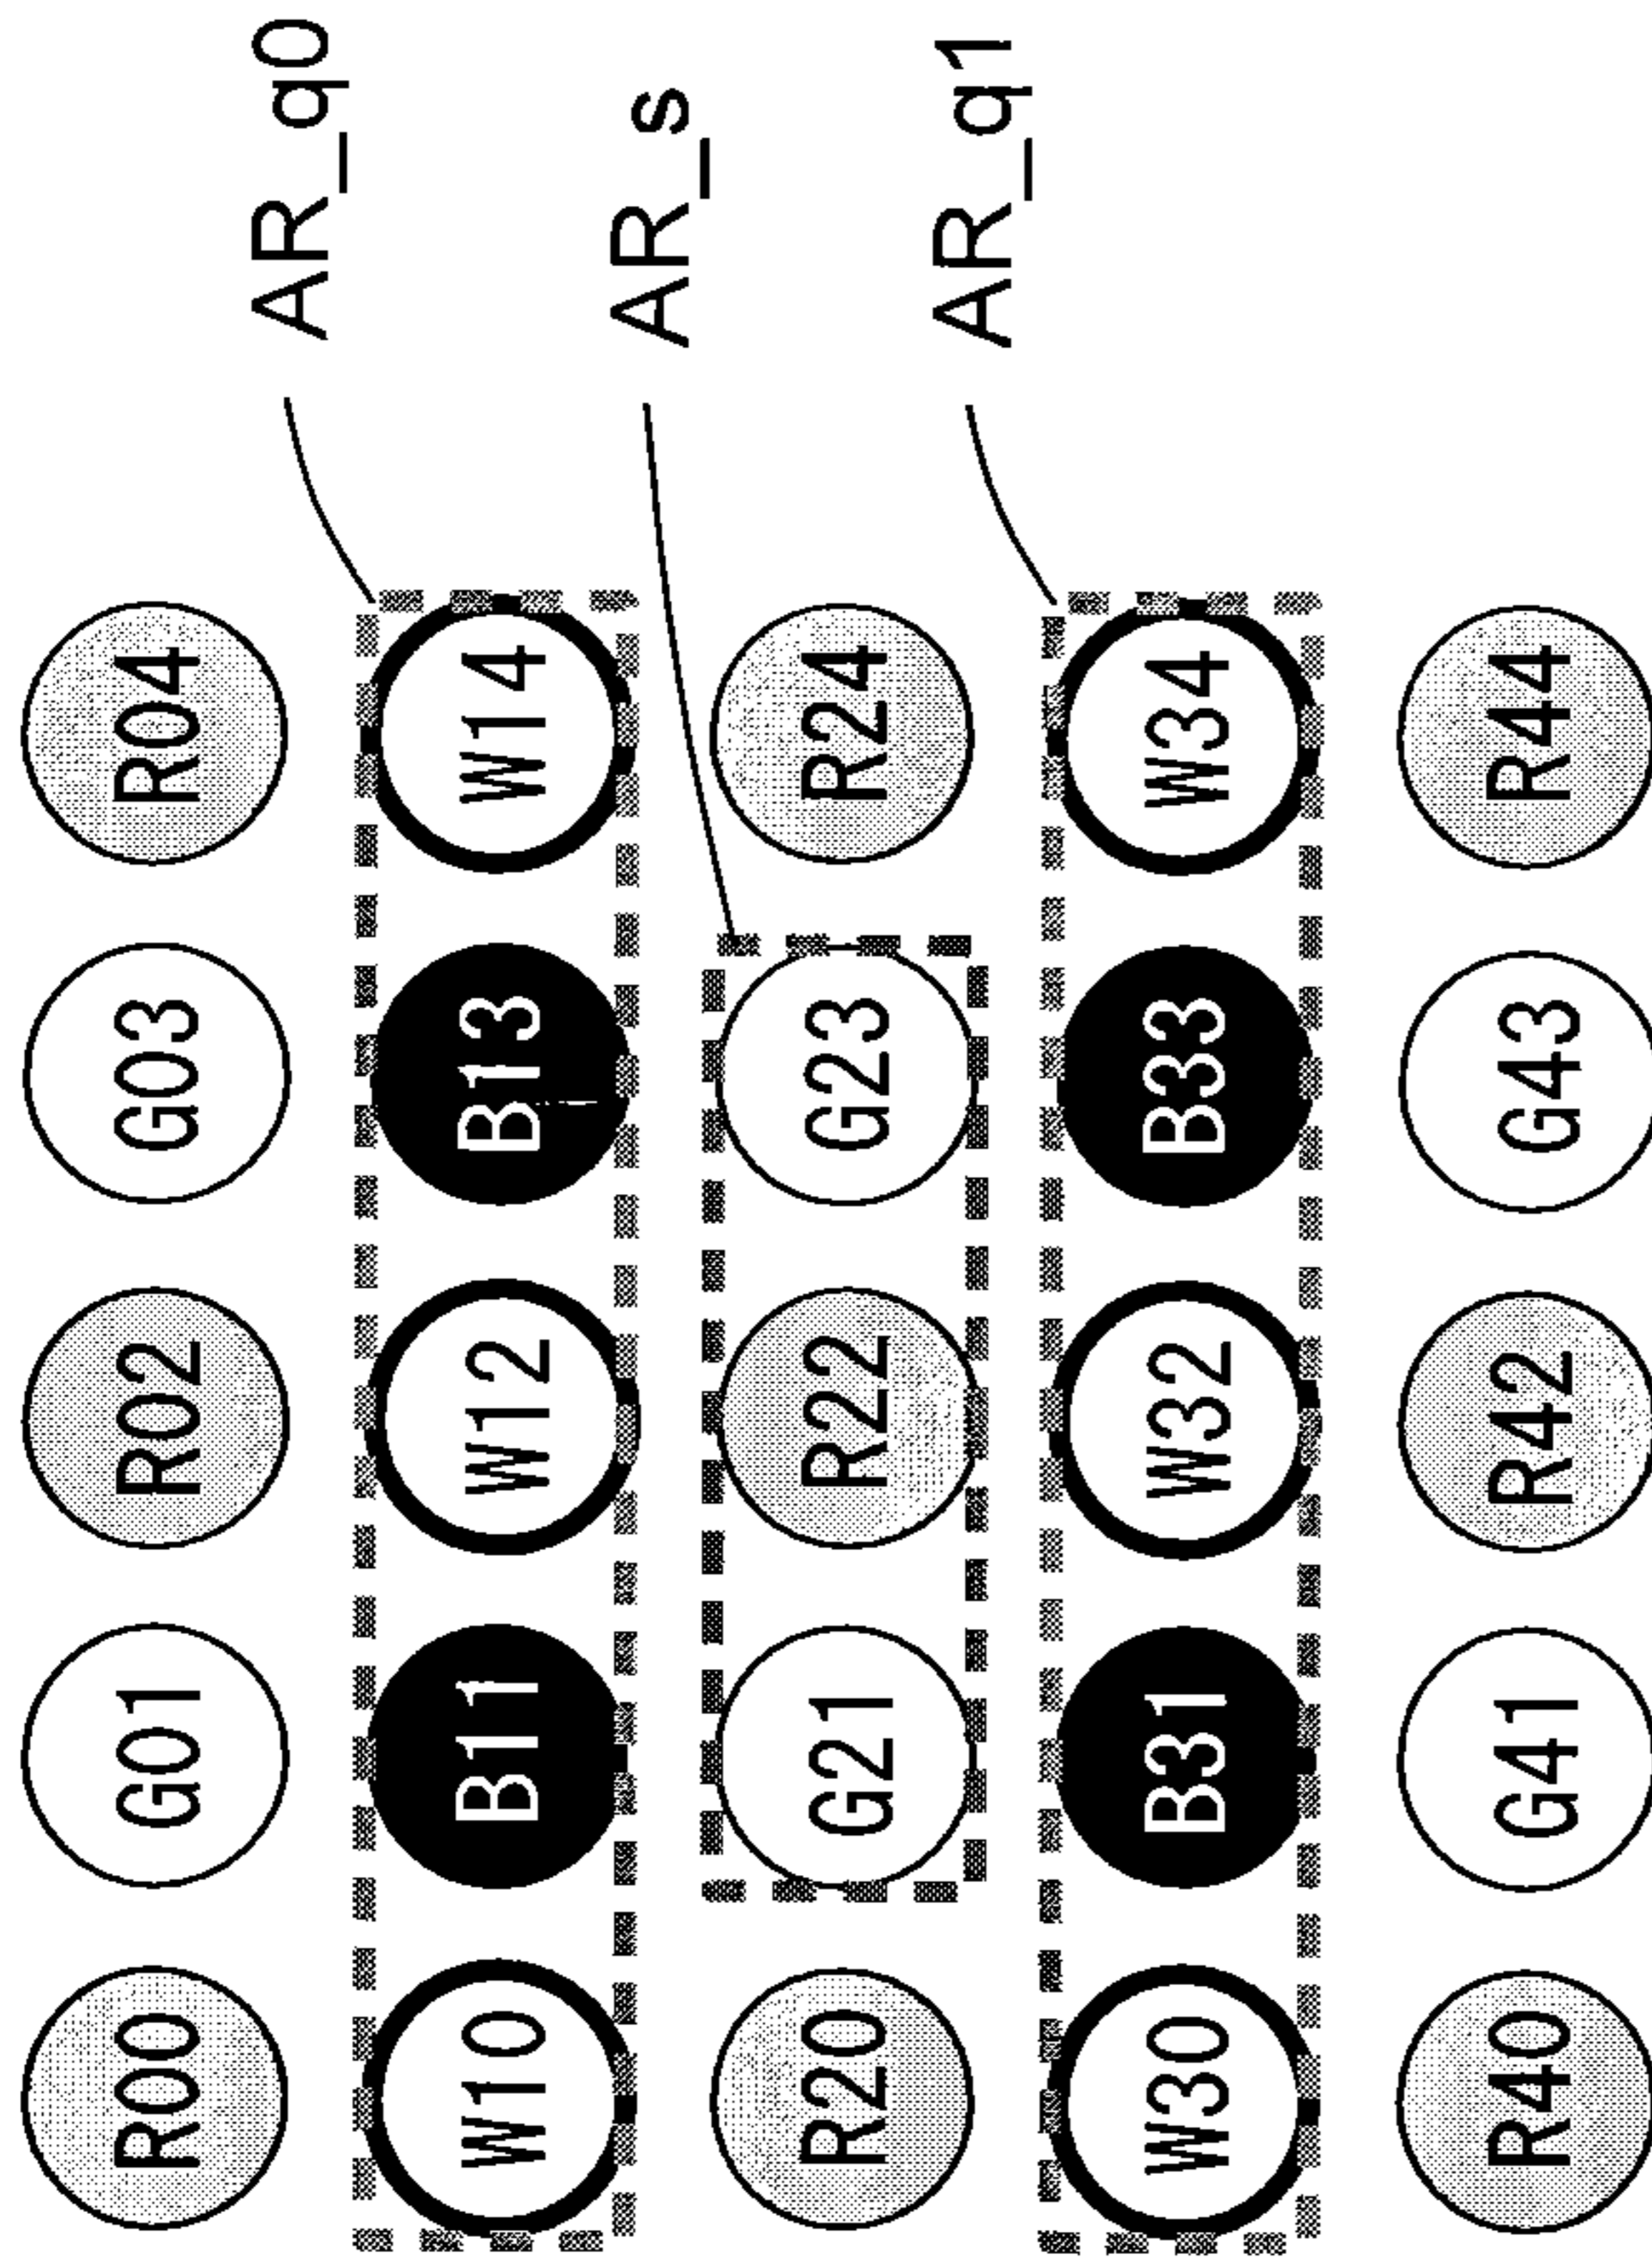 R00 G01 R02 G03 R04
AR_q0
W10 B11 W12 B13 W14
AR_s
R20 G21 R22 G23 R24
AR_q1
W30 B31 W32 B33 W34
R40 G41 R42 G43 R44